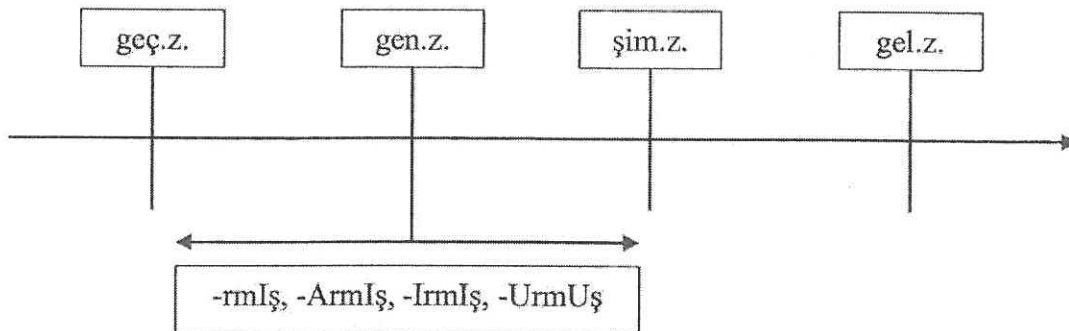 geç.z. gen.z. şim.z. gel.z.
-rmIş, -ArmIş, -IrmIş, -UrmUş